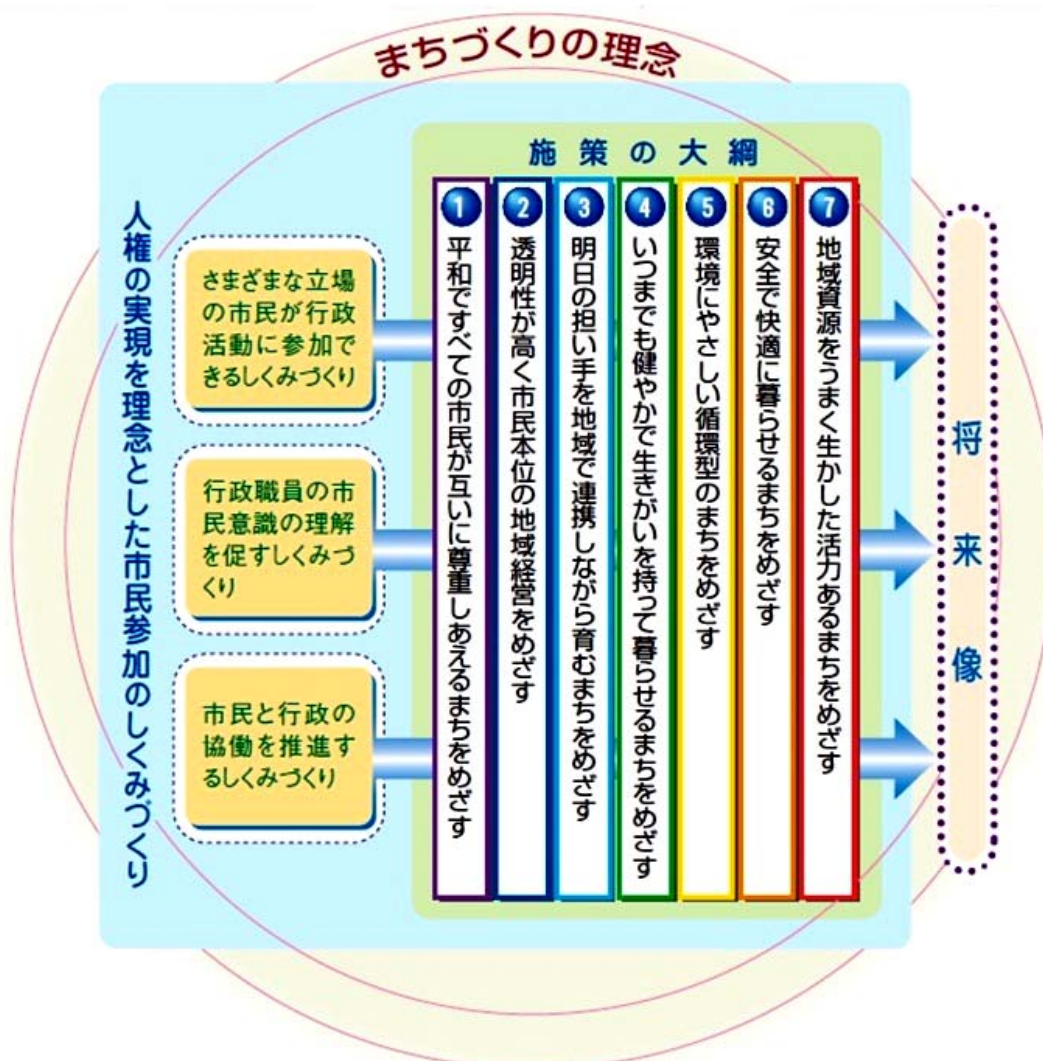 まちづくりの理念
施策の大綱
人権の実現を理念とした市民参加のしくみづくり
さまざまな立場
の市民が行政
活動に参加で
きるしくみづくり
行政職員の市
民意識の理解
を促すしくみづ
くり
市民と行政の
協働を推進す
るしくみづくり
1 平和ですべての市民が互いに尊重しあえるまちをめざす
2 透明性が高く市民本位の地域経営をめざす
3 明日の担い手を地域で連携しながら育むまちをめざす
4 いつまでも健やかで生きがいを持って暮らせるまちをめざす
5 環境にやさしい循環型のまちをめざす
6 安全で快適に暮らせるまちをめざす
7 地域資源をうまく生かした活力あるまちをめざす
将来像